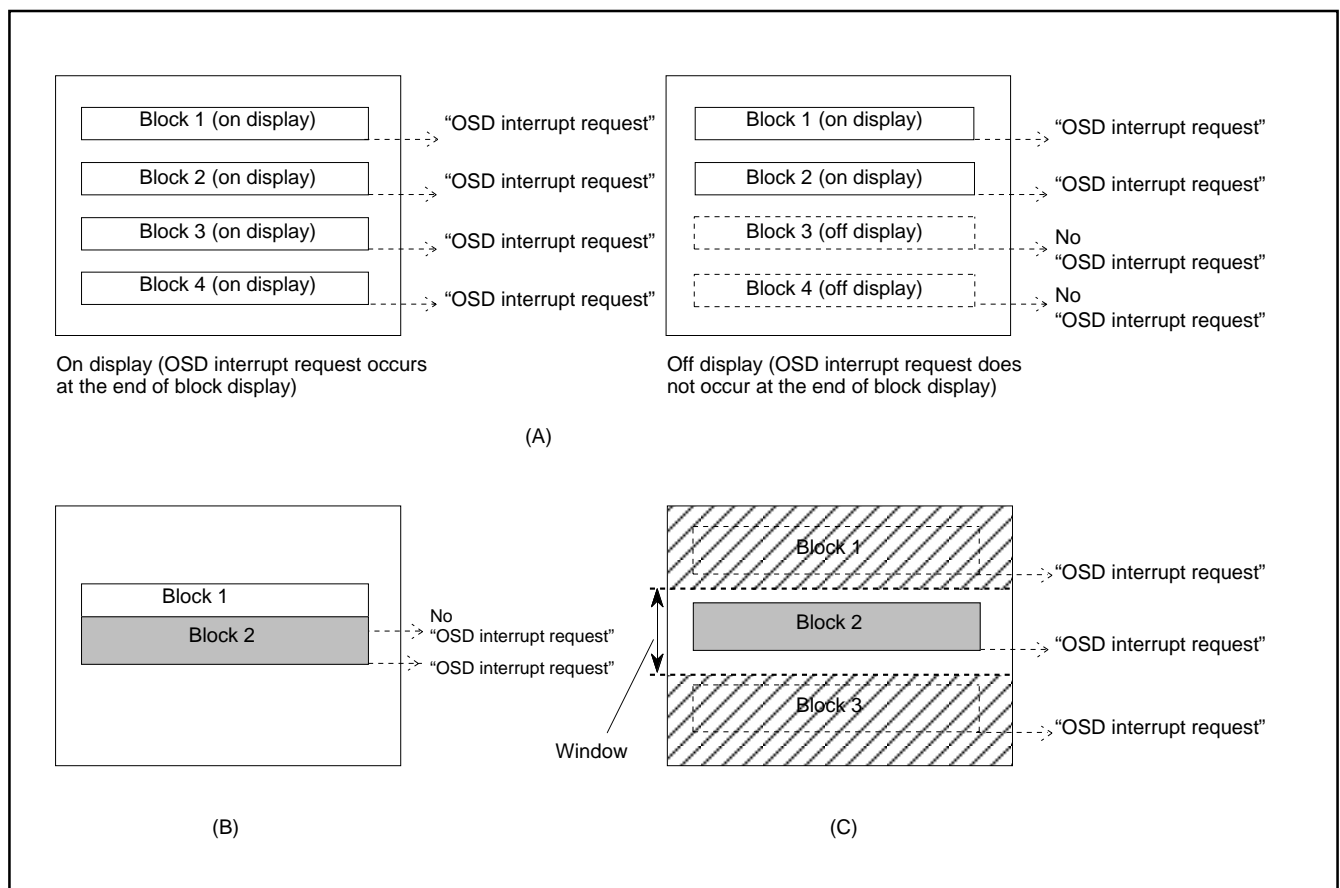 Block 1 (on display)
“OSD interrupt request”
Block 2 (on display)
“OSD interrupt request”
Block 3 (on display)
“OSD interrupt request”
Block 4 (on display)
“OSD interrupt request”
On display (OSD interrupt request occurs
at the end of block display)
Block 1 (on display)
“OSD interrupt request”
Block 2 (on display)
“OSD interrupt request”
Block 3 (off display)
No
“OSD interrupt request”
Block 4 (off display)
No
“OSD interrupt request”
Off display (OSD interrupt request does
not occur at the end of block display)
(A)
Block 1
Block 2
No
“OSD interrupt request”
“OSD interrupt request”
(B)
Block 1
“OSD interrupt request”
Block 2
“OSD interrupt request”
Block 3
“OSD interrupt request”
Window
(C)